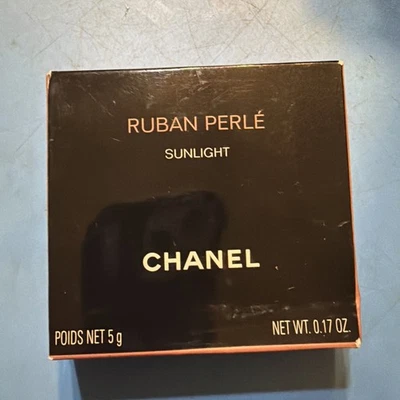 RUBAN PERLÉ
SUNLIGHT
CHANEL
POIDS NET 5 g NET WT. 0.17 OZ.